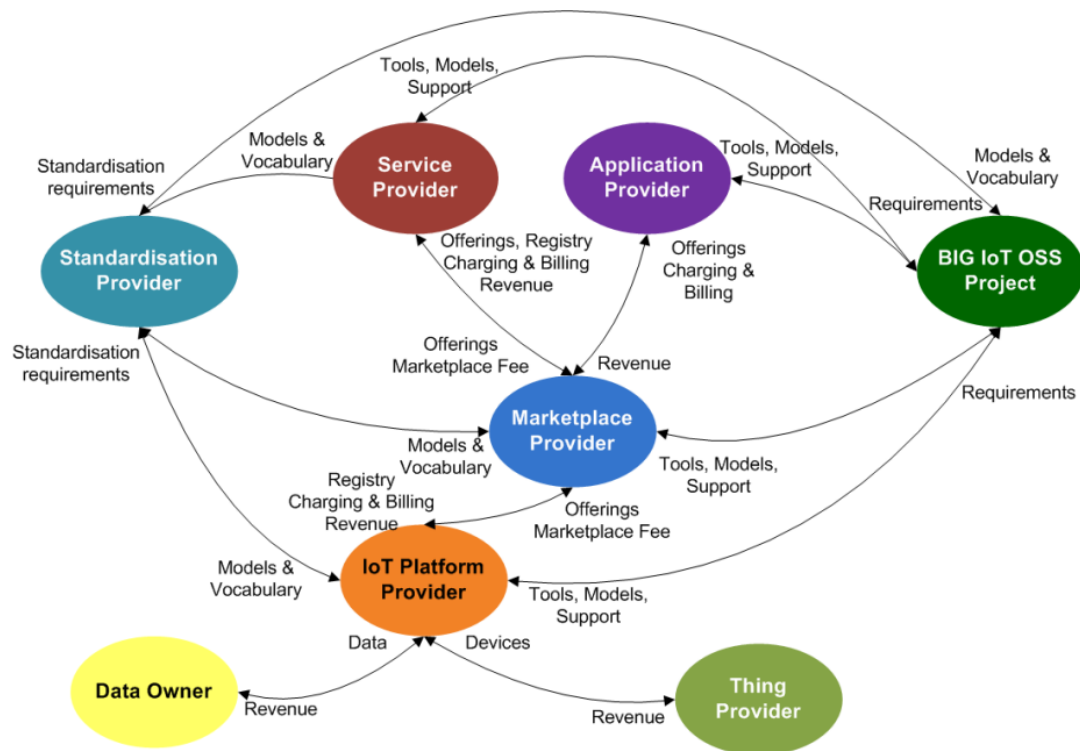 Tools, Models,
Support
Models &
Vocabulary
Standardisation
requirements
Service
Provider
Application
Provider
Tools, Models,
Support
Models &
Vocabulary
Requirements
Standardisation
Provider
Offerings, Registry
Charging & Billing
Revenue
Offerings
Charging &
Billing
BIG IoT OSS
Project
Standardisation
requirements
Offerings
Marketplace Fee
Revenue
Requirements
Marketplace
Provider
Models &
Vocabulary
Tools, Models,
Support
Registry
Charging & Billing
Revenue
Offerings
Marketplace Fee
Models &
Vocabulary
IoT Platform
Provider
Tools, Models,
Support
Data
Devices
Data Owner
Revenue
Revenue
Thing
Provider